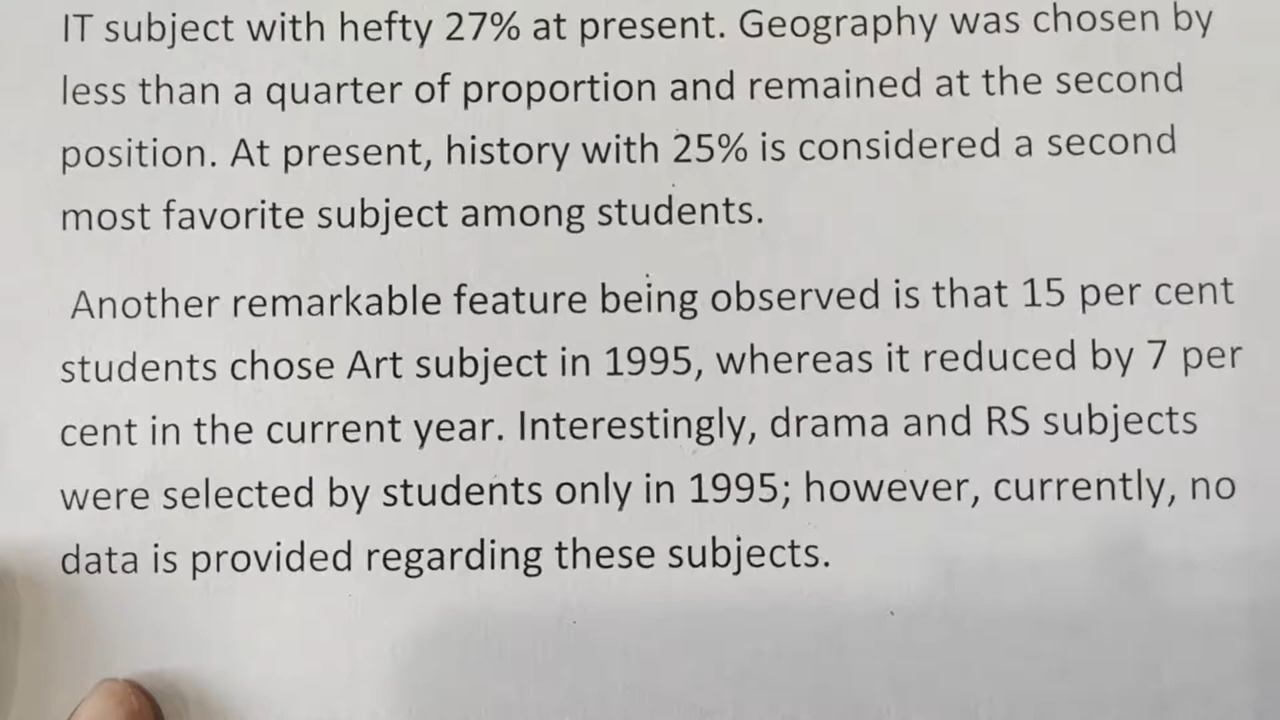 IT subject with hefty 27% at present. Geography was chosen by
less than a quarter of proportion and remained at the second
position. At present, history with 25% is considered a second
most favorite subject among students.
Another remarkable feature being observed is that 15 per cent
students chose Art subject in 1995, whereas it reduced by 7 per
cent in the current year. Interestingly, drama and RS subjects
were selected by students only in 1995; however, currently, no
data is provided regarding these subjects.